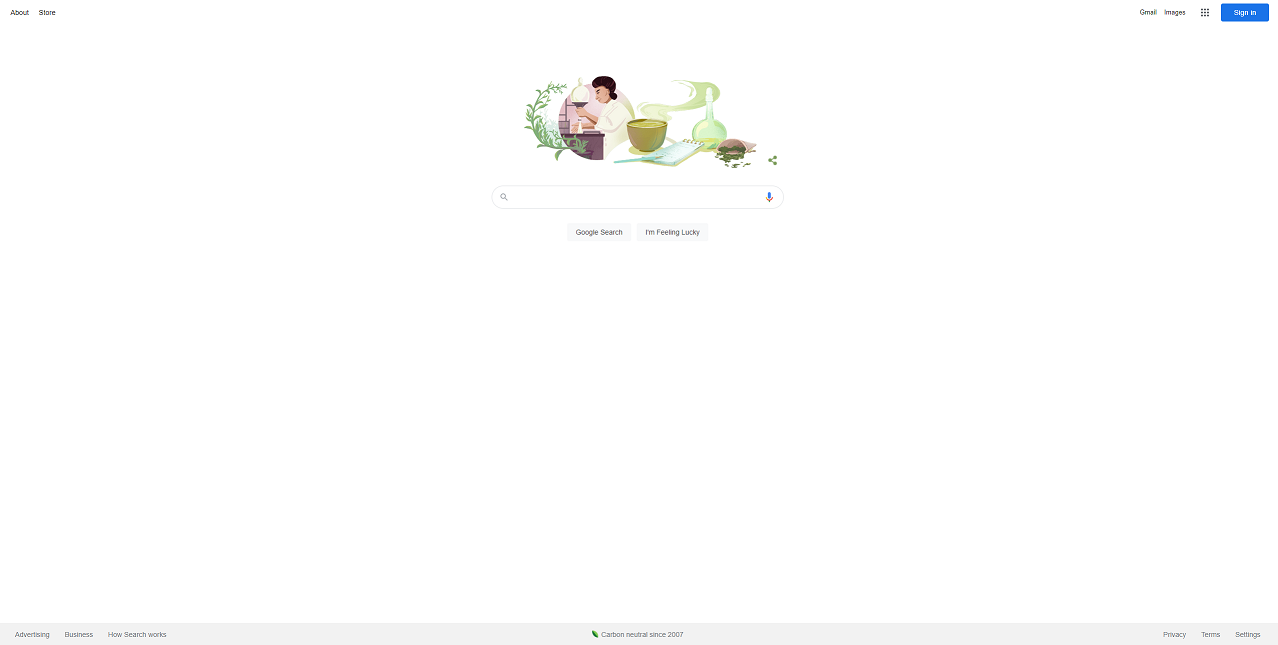 About Store
Gmail Images
Sign in
Google Search
I'm Feeling Lucky
Advertising Business How Search works
Carbon neutral since 2007
Privacy Terms Settings